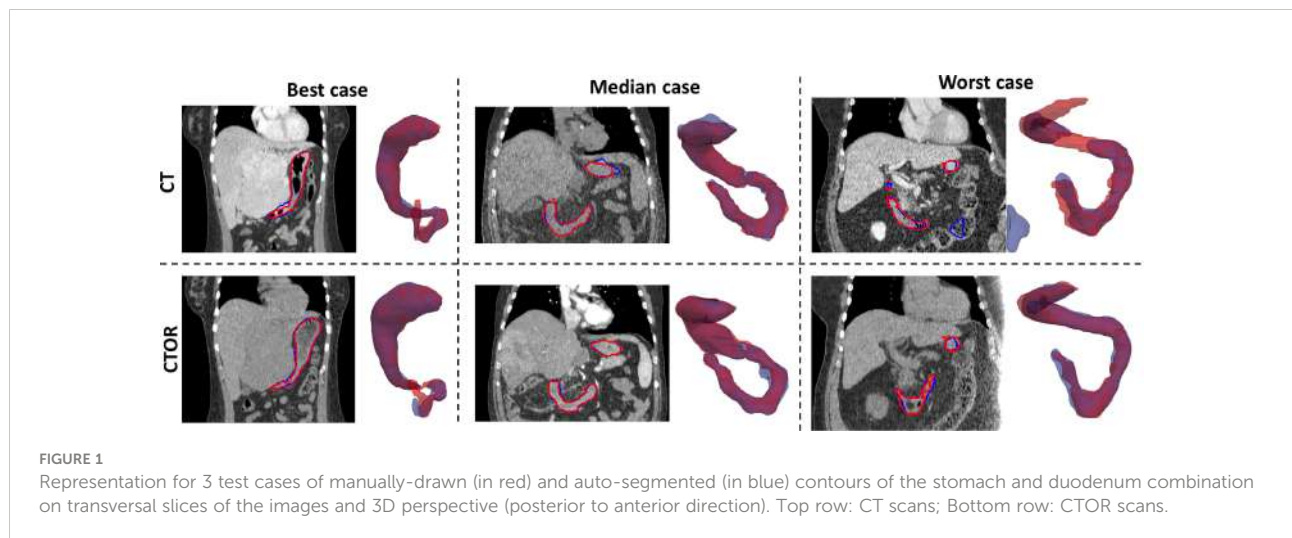 Best case
Median case
Worst case
CT
CTOR
FIGURE 1
Representation for 3 test cases of manually-drawn (in red) and auto-segmented (in blue) contours of the stomach and duodenum combination
on transversal slices of the images and 3D perspective (posterior to anterior direction). Top row: CT scans; Bottom row: CTOR scans.